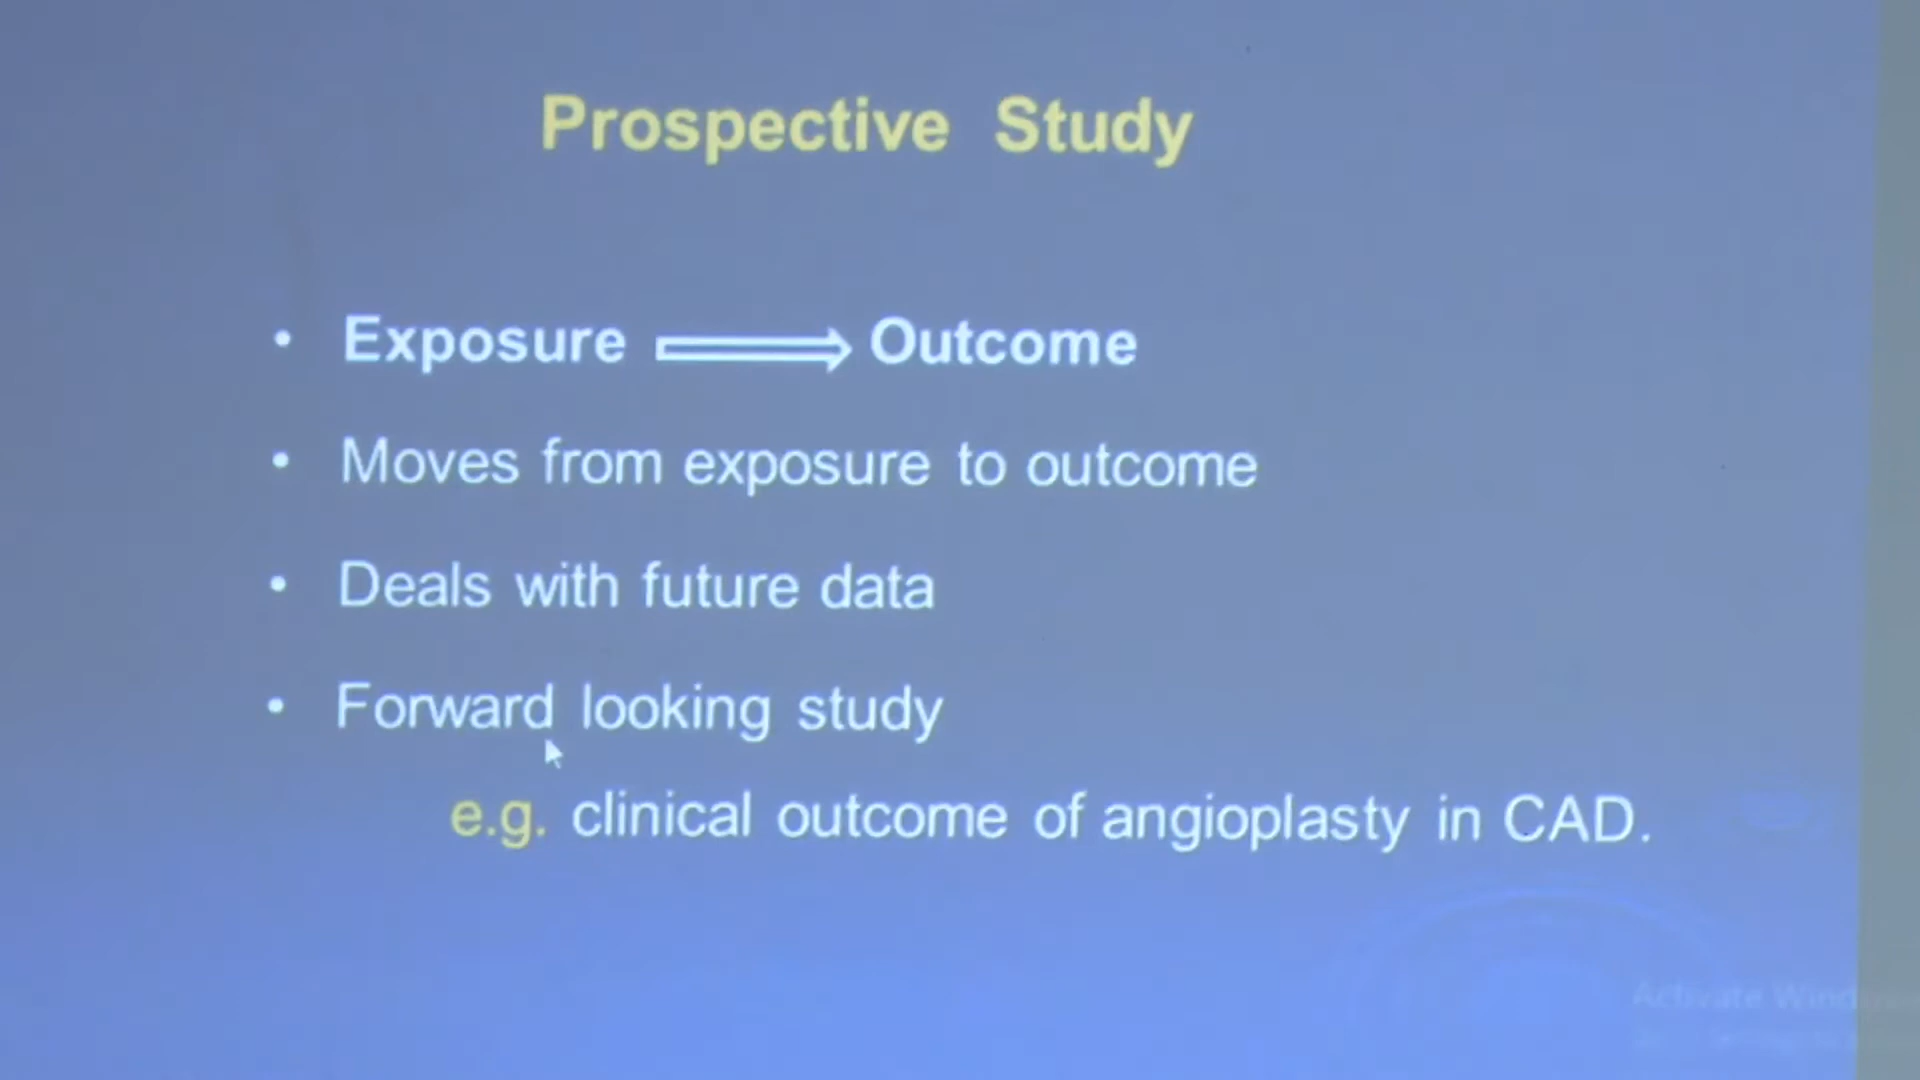 Prospective Study
• Exposure ⟹ Outcome
• Moves from exposure to outcome
• Deals with future data
• Forward looking study
e.g. clinical outcome of angioplasty in CAD.
Activate